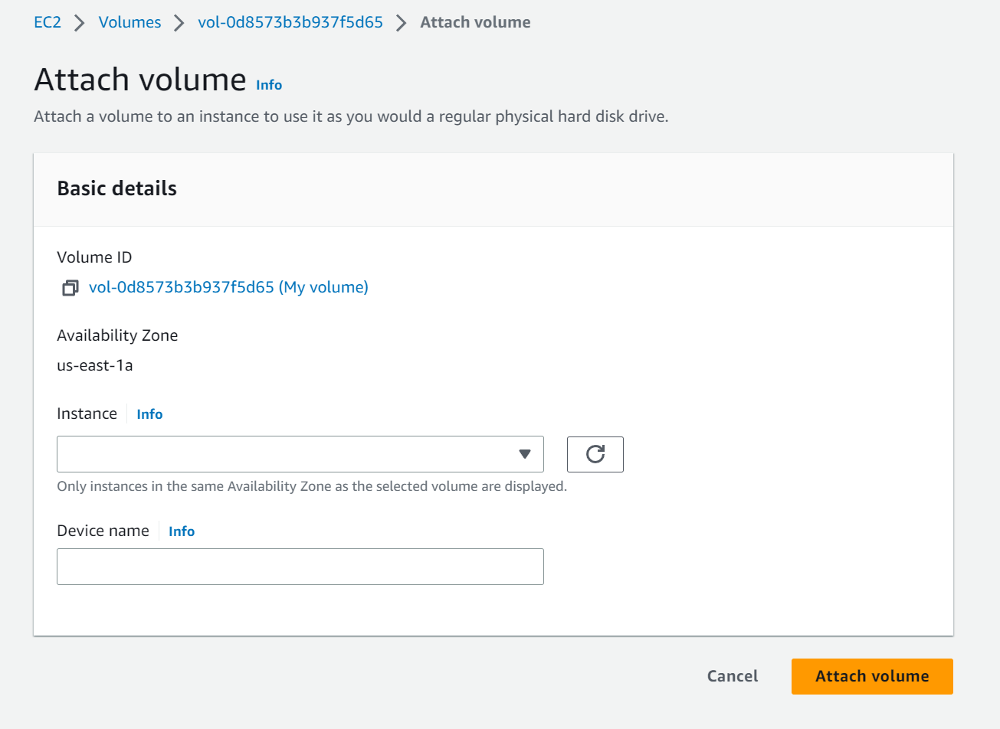 EC2 Volumes vol-0d8573b3b937f5d65 Attach volume
Attach volume Info
Attach a volume to an instance to use it as you would a regular physical hard disk drive.
Basic details
Volume ID
vol-0d8573b3b937f5d65 (My volume)
Availability Zone
us-east-1a
Instance Info
Only instances in the same Availability Zone as the selected volume are displayed.
Device name Info
Cancel Attach volume